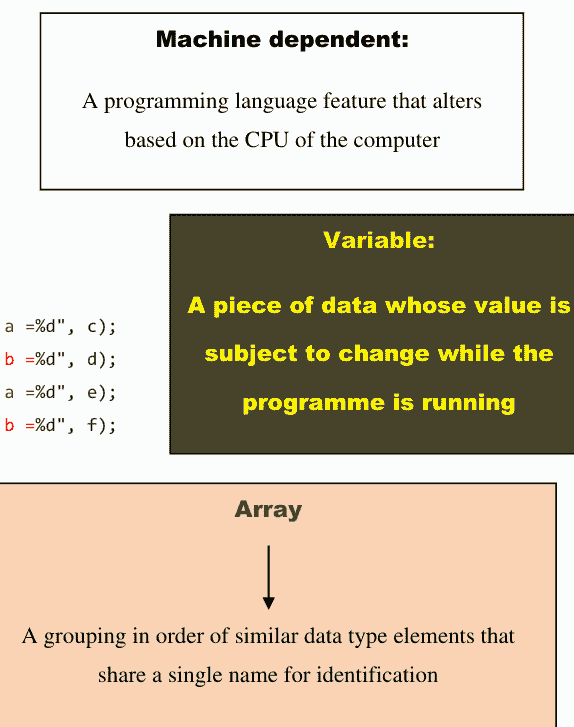 Machine dependent:
A programming language feature that alters
based on the CPU of the computer
Variable:
A piece of data whose value is
subject to change while the
programme is running
a =%d", c);
b =%d", d);
a =%d", e);
b =%d", f);
Array
A grouping in order of similar data type elements that
share a single name for identification